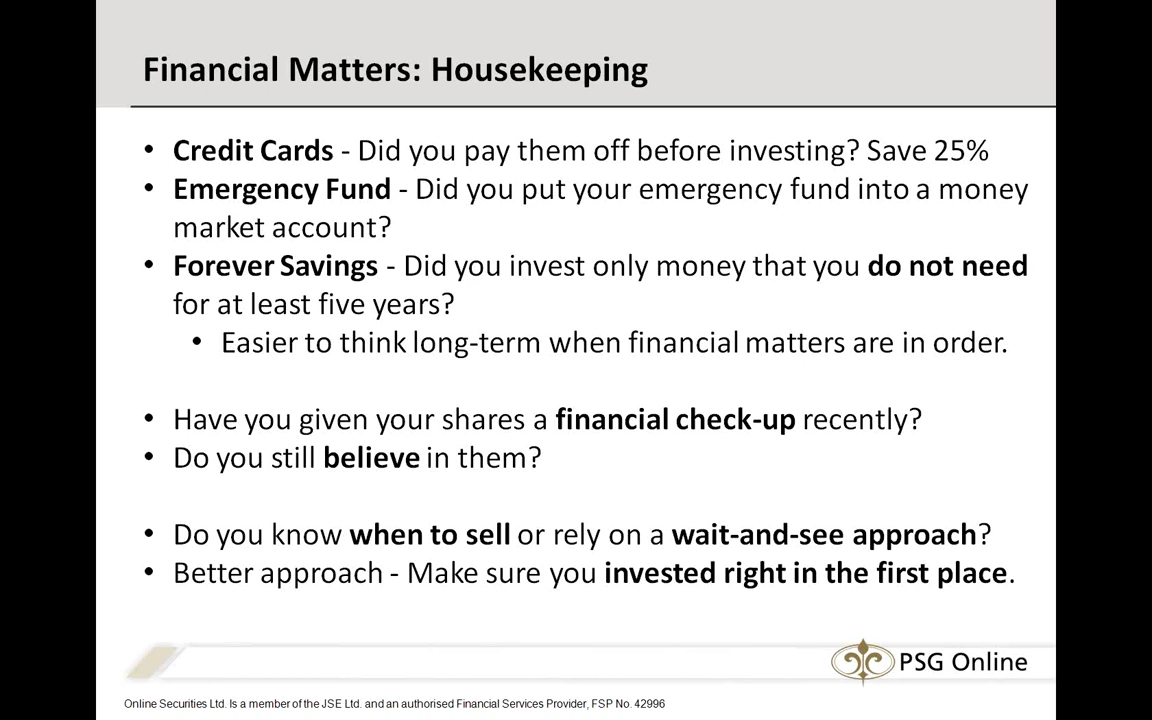 Financial Matters: Housekeeping
• Credit Cards - Did you pay them off before investing? Save 25%
• Emergency Fund - Did you put your emergency fund into a money
market account?
• Forever Savings - Did you invest only money that you do not need
for at least five years?
• Easier to think long-term when financial matters are in order.
• Have you given your shares a financial check-up recently?
• Do you still believe in them?
• Do you know when to sell or rely on a wait-and-see approach?
• Better approach - Make sure you invested right in the first place.
PSG Online
Online Securities Ltd. Is a member of the JSE Ltd. and an authorised Financial Services Provider, FSP No. 42996